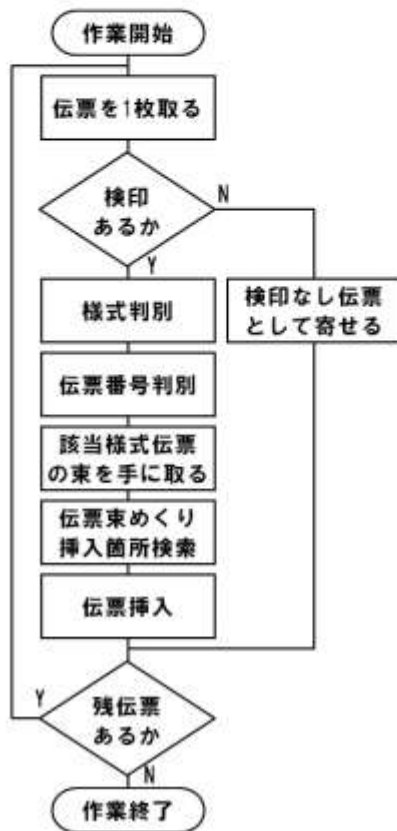 作業開始
伝票を1枚取る
検印
あるか
N
Y
様式判別
検印なし伝票
として寄せる
伝票番号判別
該当様式伝票
の束を手に取る
伝票束めくり
挿入箇所検索
伝票挿入
Y
残伝票
あるか
N
作業終了